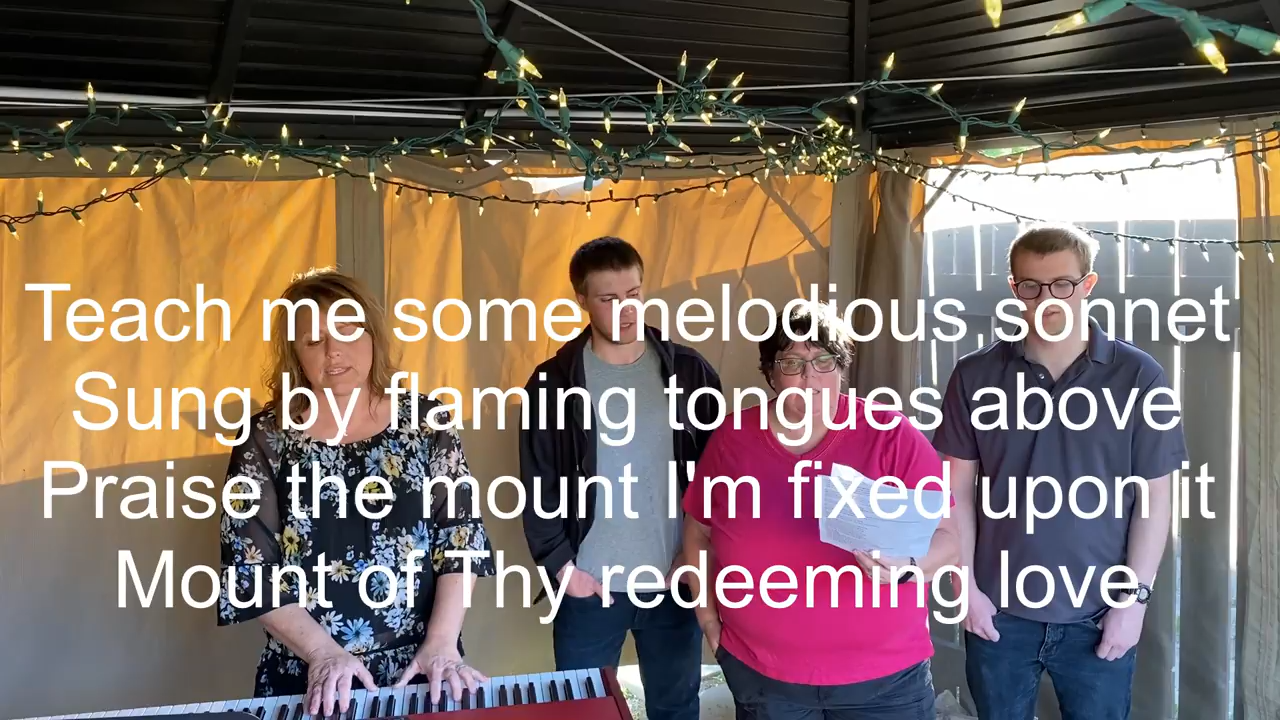 Teach me some melodious sonnet
Sung by flaming tongues above
Praise the mount I'm fixed upon it
Mount of Thy redeeming love